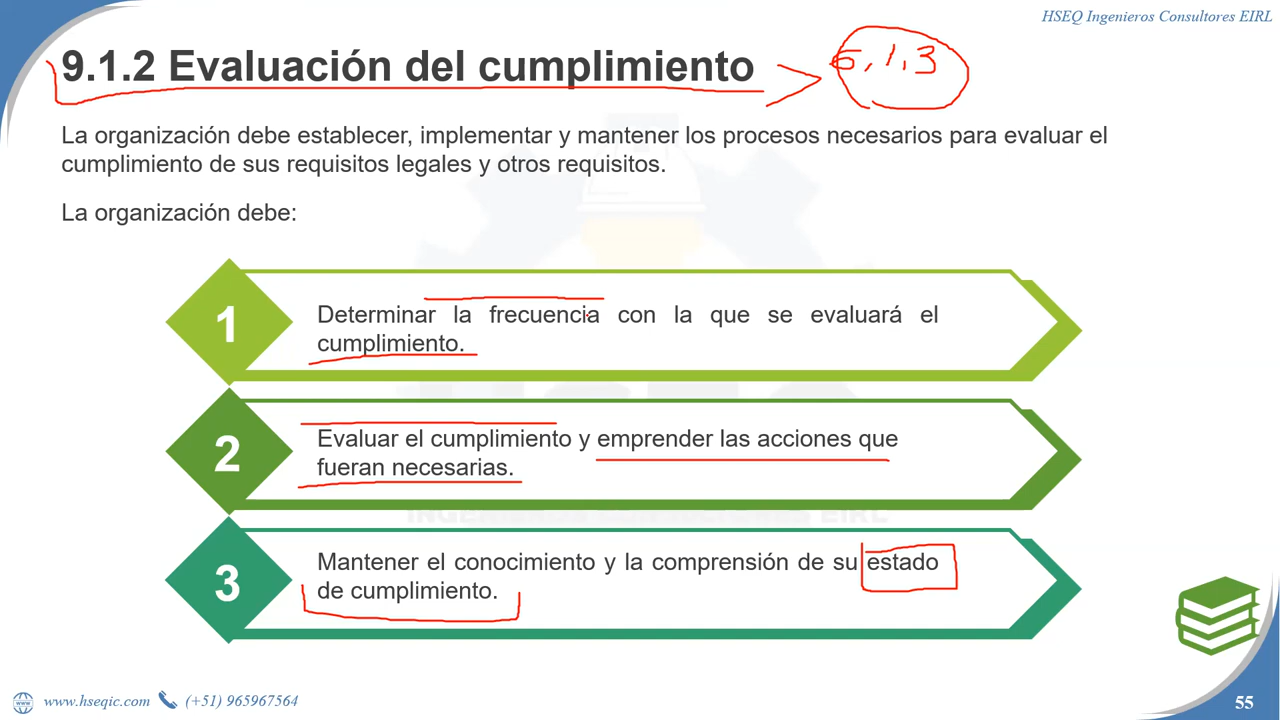 HSEQ Ingenieros Consultores EIRL
9.1.2 Evaluación del cumplimiento
6,1,3
La organización debe establecer, implementar y mantener los procesos necesarios para evaluar el
cumplimiento de sus requisitos legales y otros requisitos.
La organización debe:
1
Determinar la frecuencia con la que se evaluará el
cumplimiento.
2
Evaluar el cumplimiento y emprender las acciones que
fueran necesarias.
INGENIEROS CONSULTORES EIRL
3
Mantener el conocimiento y la comprensión de su estado
de cumplimiento.
www.hseqic.com
(+51) 965967564
55